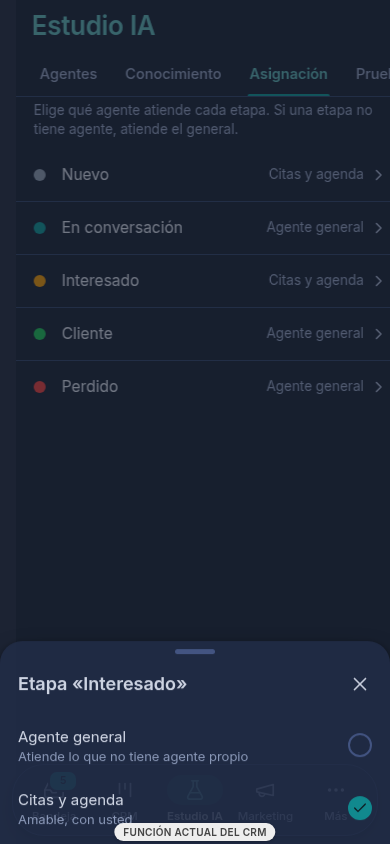 Estudio IA
Agentes Conocimiento Asignación
Elige qué agente atiende cada etapa. Si una etapa no
tiene agente, atiende el general.
Nuevo Citas y agenda
En conversación Agente general
Interesado Citas y agenda
Cliente Agente general
Perdido Agente general
Etapa «Interesado»
Agente general
Atiende lo que no tiene agente propio
3
Citas y agenda
Amable, con usted
Estudio IA Marketing Más
FUNCIÓN ACTUAL DEL CRM